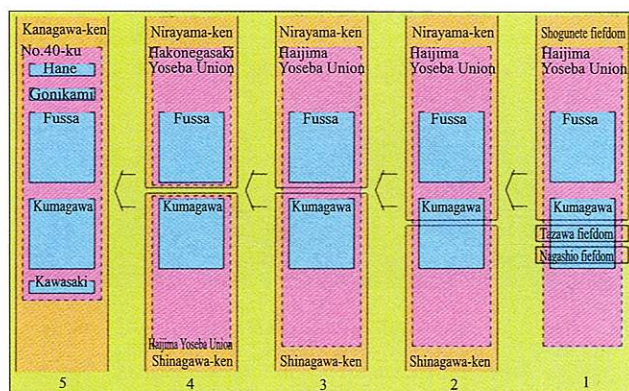 Kanagawa-ken
No.40-ku
Hane
Gonikami
Fussa
Kumagawa
Kawasaki
5
Nirayama-ken
Hakonegasaki
Yoseba Union
Fussa
Kumagawa
Haijima Yoseba Union
Shinagawa-ken
4
Nirayama-ken
Haijima
Yoseba Union
Fussa
Kumagawa
Shinagawa-ken
3
Nirayama-ken
Haijima
Yoseba Union
Fussa
Kumagawa
Shinagawa-ken
2
Shogunete fiefdom
Haijima
Yoseba Union
Fussa
Kumagawa
Tazawa fiefdom
Nagashio fiefdom
1